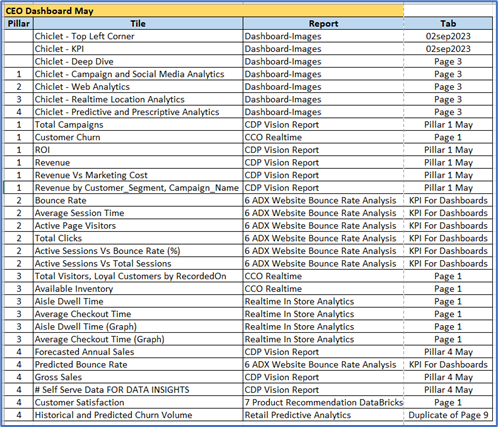 CEO Dashboard May
Pillar Tile Report Tab
Chiclet - Top Left Corner Dashboard-Images 02sep2023
Chiclet - KPI Dashboard-Images 02sep2023
Chiclet - Deep Dive Dashboard-Images Page 3
1 Chiclet - Campaign and Social Media Analytics Dashboard-Images Page 3
2 Chiclet - Web Analytics Dashboard-Images Page 3
3 Chiclet - Realtime Location Analytics Dashboard-Images Page 3
4 Chiclet - Predictive and Prescriptive Analytics Dashboard-Images Page 3
1 Total Campaigns CDP Vision Report Pillar 1 May
1 Customer Churn CCO Realtime Page 1
1 ROI CDP Vision Report Pillar 1 May
1 Revenue CDP Vision Report Pillar 1 May
1 Revenue Vs Marketing Cost CDP Vision Report Pillar 1 May
1 Revenue by Customer_Segment, Campaign_Name CDP Vision Report Pillar 1 May
2 Bounce Rate 6 ADX Website Bounce Rate Analysis KPI For Dashboards
2 Average Session Time 6 ADX Website Bounce Rate Analysis KPI For Dashboards
2 Active Page Visitors 6 ADX Website Bounce Rate Analysis KPI For Dashboards
2 Total Clicks 6 ADX Website Bounce Rate Analysis KPI For Dashboards
2 Active Sessions Vs Bounce Rate (%) 6 ADX Website Bounce Rate Analysis KPI For Dashboards
2 Active Sessions Vs Total Sessions 6 ADX Website Bounce Rate Analysis KPI For Dashboards
3 Total Visitors, Loyal Customers by RecordedOn CCO Realtime Page 1
3 Available Inventory CCO Realtime Page 1
3 Aisle Dwell Time Realtime In Store Analytics Page 1
3 Average Checkout Time Realtime In Store Analytics Page 1
3 Aisle Dwell Time (Graph) Realtime In Store Analytics Page 1
3 Average Checkout Time (Graph) Realtime In Store Analytics Page 1
4 Forecasted Annual Sales CDP Vision Report Pillar 4 May
4 Predicted Bounce Rate 6 ADX Website Bounce Rate Analysis KPI For Dashboards
4 Gross Sales CDP Vision Report Pillar 4 May
4 # Self Serve Data FOR DATA INSIGHTS CDP Vision Report Pillar 4 May
4 Customer Satisfaction 7 Product Recommendation DataBricks Page 1
4 Historical and Predicted Churn Volume Retail Predictive Analytics Duplicate of Page 9